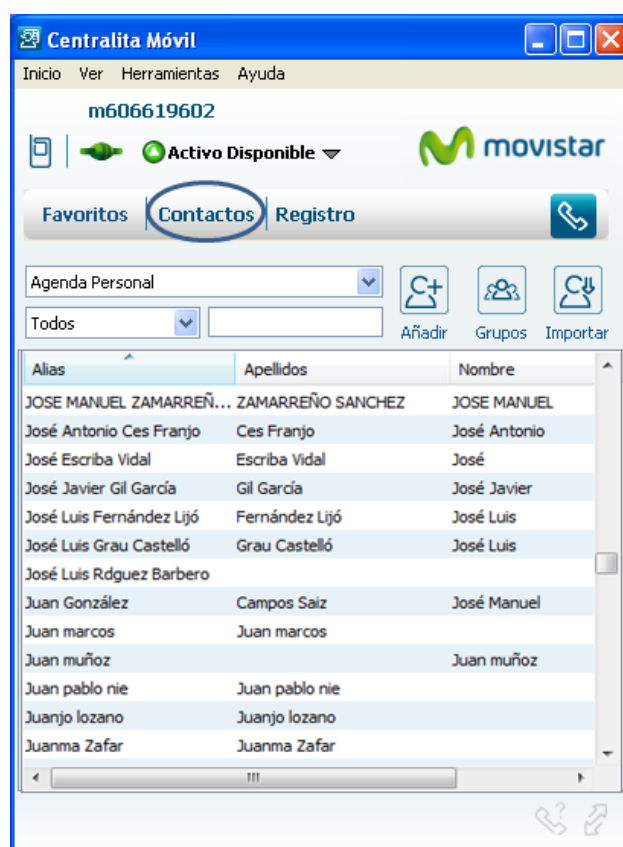 Centralita Móvil
Inicio Ver Herramientas Ayuda
m606619602
Activo Disponible
movistar
Favoritos Contactos Registro
Agenda Personal
Todos
Añadir Grupos Importar
Alias Apellidos Nombre
JOSE MANUEL ZAMARREÑ... ZAMARREÑO SANCHEZ JOSE MANUEL
José Antonio Ces Franjo Ces Franjo José Antonio
José Escriba Vidal Escriba Vidal José
José Javier Gil García Gil García José Javier
José Luis Fernández Lijó Fernández Lijó José Luis
José Luis Grau Castelló Grau Castelló José Luis
José Luis Rdguez Barbero
Juan González Campos Saiz José Manuel
Juan marcos Juan marcos
Juan muñoz Juan muñoz
Juan pablo nie Juan pablo nie
Juanjo lozano Juanjo lozano
Juanma Zafar Juanma Zafar